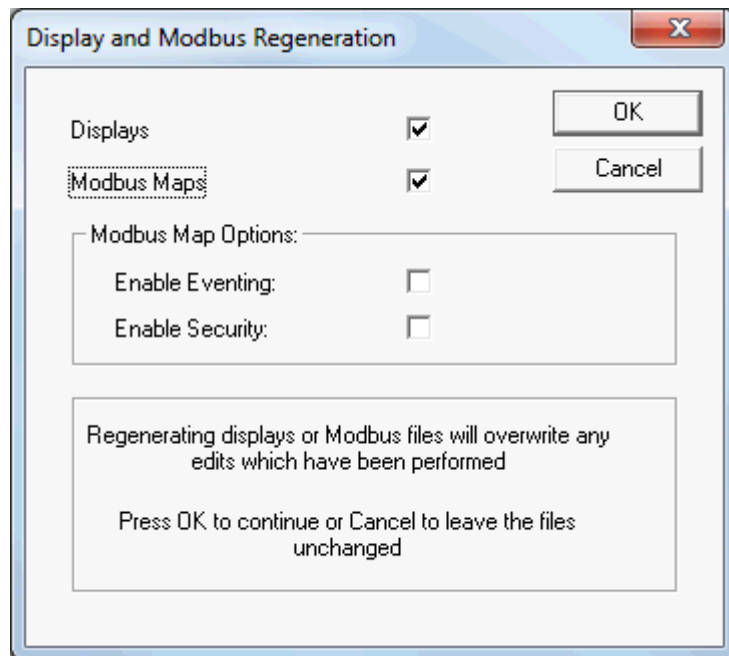 Display and Modbus Regeneration
Displays
OK
Modbus Maps
Cancel
Modbus Map Options:
Enable Eventing:
Enable Security:
Regenerating displays or Modbus files will overwrite any
edits which have been performed
Press OK to continue or Cancel to leave the files
unchanged